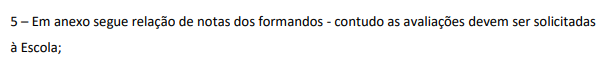 5 – Em anexo segue relação de notas dos formandos - contudo as avaliações devem ser solicitadas
à Escola;